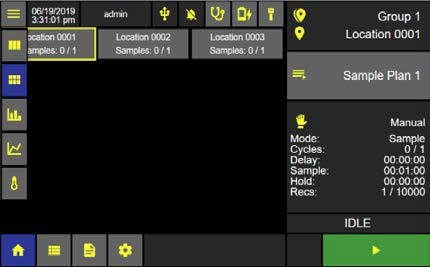 06/19/2019
3:31:01 pm
admin
Group 1
Location 0001
ocation 0001
amples: 0 / 1
Location 0002
Samples: 0 / 1
Location 0003
Samples: 0 / 1
Sample Plan 1
Manual
Mode: Sample
Cycles: 0 / 1
Delay: 00:00:00
Sample: 00:01:00
Hold: 00:00:00
Recs: 1 / 10000
IDLE